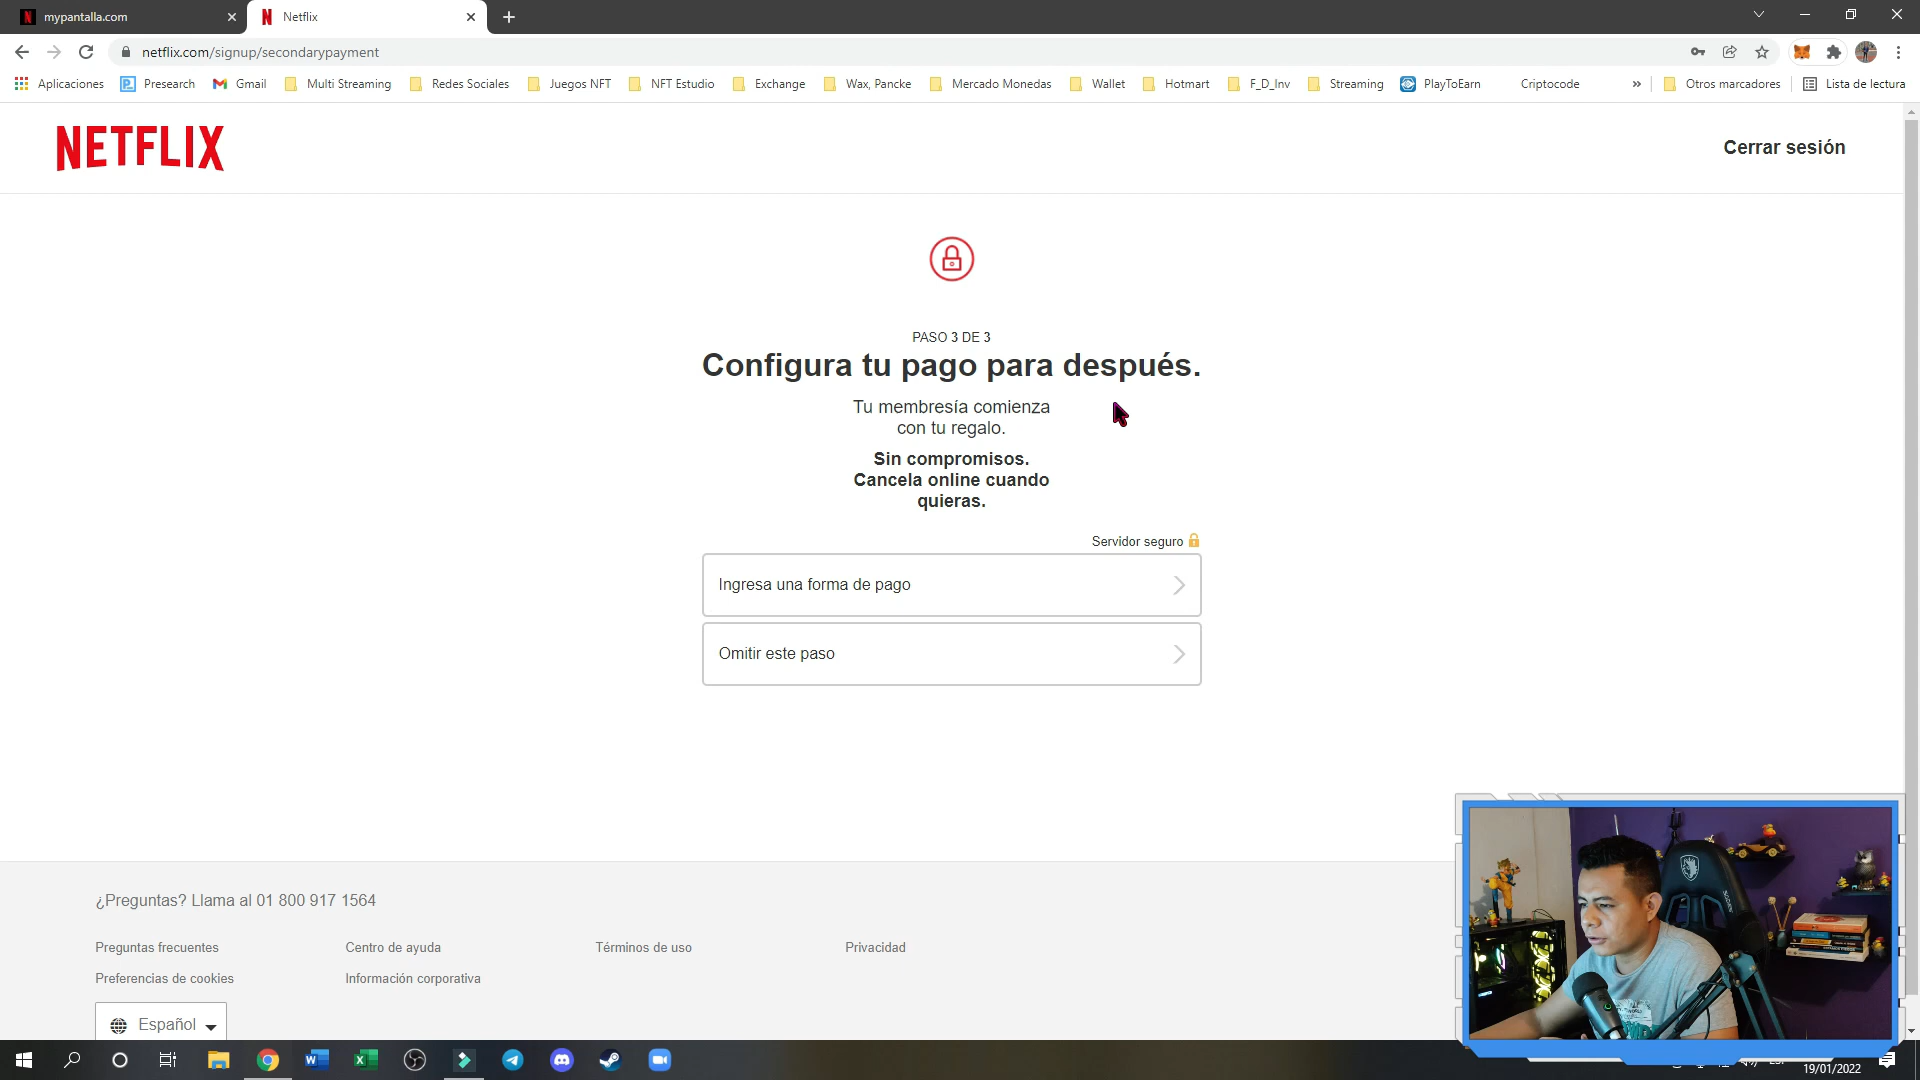 mypantalla.com
Netflix
netflix.com/signup/secondarypayment
Aplicaciones Presearch Gmail Multi Streaming Redes Sociales Juegos NFT NFT Estudio Exchange Wax, Pancke Mercado Monedas Wallet Hotmart F_D_Inv Streaming PlayToEarn Criptocode » Otros marcadores Lista de lectura
NETFLIX
Cerrar sesión
PASO 3 DE 3
Configura tu pago para después.
Tu membresía comienza
con tu regalo.
Sin compromisos.
Cancela online cuando
quieras.
Servidor seguro
Ingresa una forma de pago
Omitir este paso
¿Preguntas? Llama al 01 800 917 1564
Preguntas frecuentes Centro de ayuda Términos de uso Privacidad
Preferencias de cookies Información corporativa
Español
19/01/2022